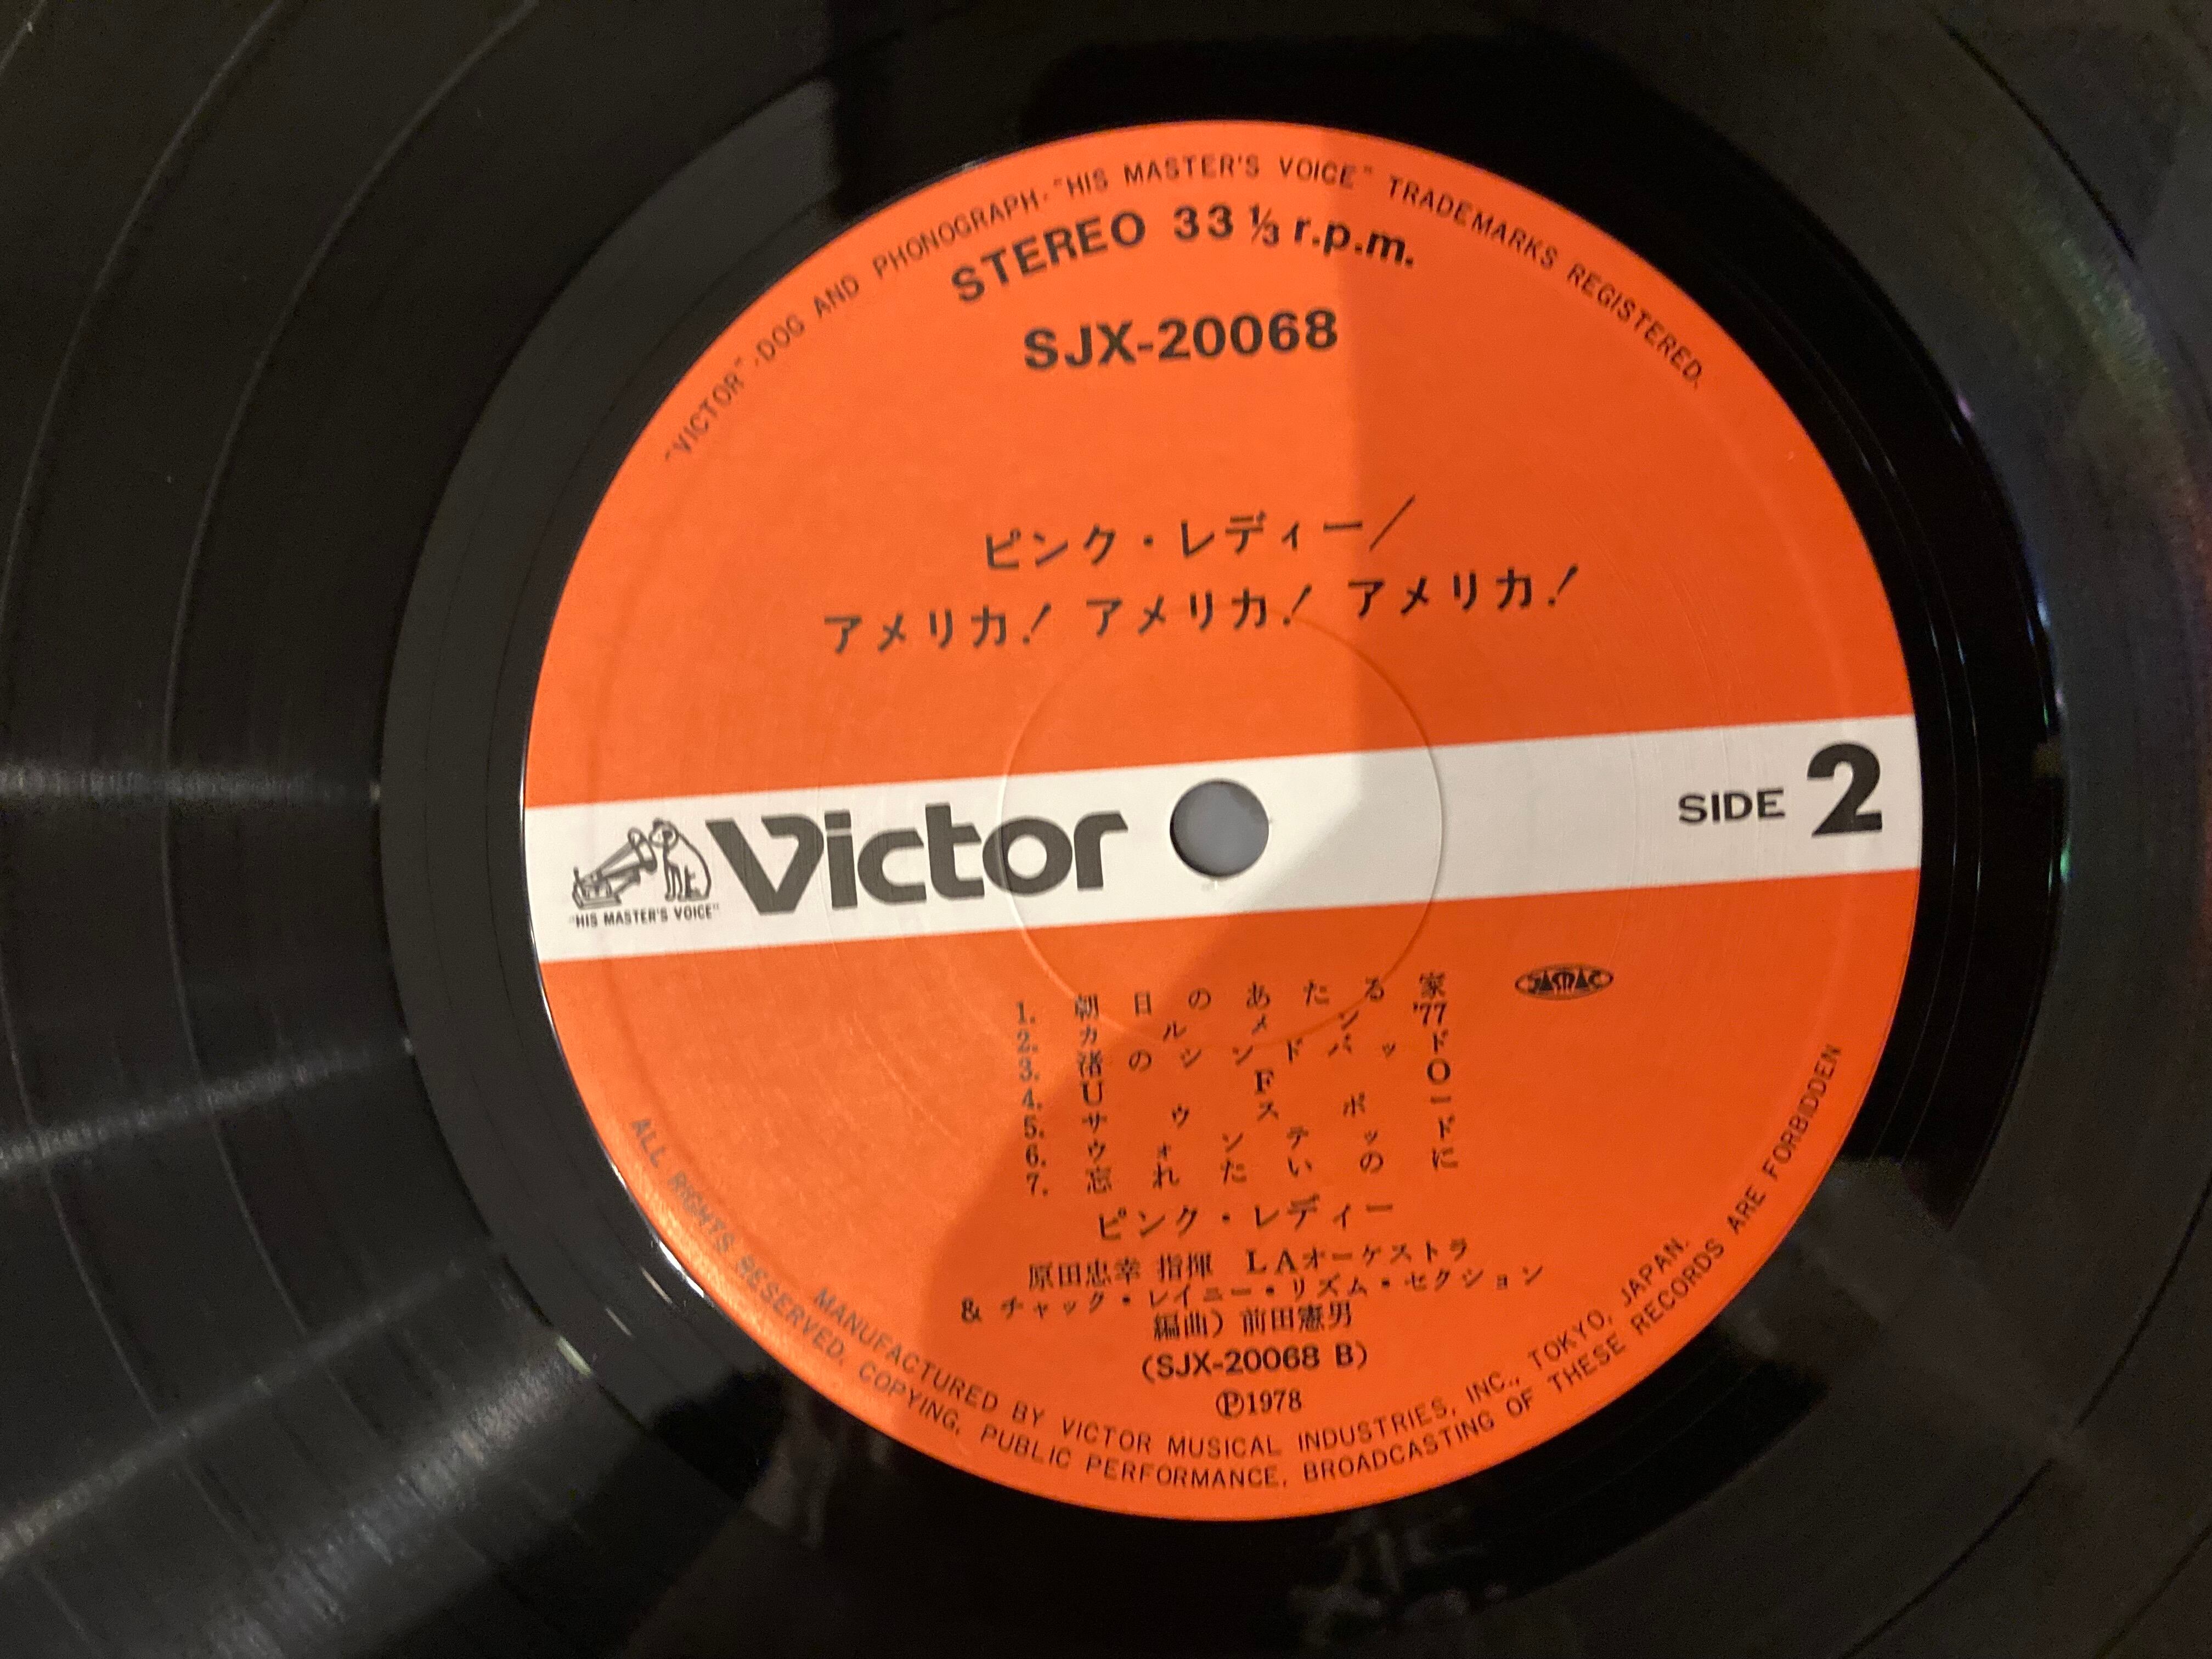 "VICTOR"-DOG AND PHONOGRAPH-"HIS MASTER'S VOICE" TRADEMARKS REGISTERED.
STEREO 33⅓ r.p.m.
SJX-20068
ピンク・レディー/
アメリカ! アメリカ! アメリカ!
"HIS MASTER'S VOICE"
Victor
SIDE 2
JASRAC
1. 朝日のあたる家
2. カルメン'77
3. 渚のシンドバッド
4. UFO
5. サウスポー
6. ウォンテッド
7. 忘れたいのに
ピンク・レディー
原田忠幸 指揮 LAオーケストラ
& チャック・レイニー・リズム・セクション
編曲) 前田憲男
(SJX-20068 B)
℗1978
MANUFACTURED BY VICTOR MUSICAL INDUSTRIES, INC., TOKYO, JAPAN.
ALL RIGHTS RESERVED. COPYING, PUBLIC PERFORMANCE, BROADCASTING OF THESE RECORDS ARE FORBIDDEN